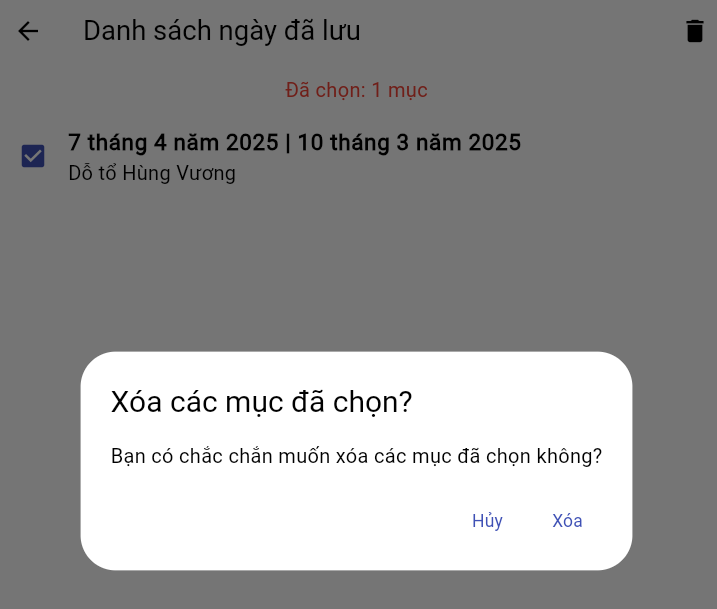 Danh sách ngày đã lưu
Đã chọn: 1 mục
7 tháng 4 năm 2025 | 10 tháng 3 năm 2025
Dỗ tổ Hùng Vương
Xóa các mục đã chọn?
Bạn có chắc chắn muốn xóa các mục đã chọn không?
Hủy Xóa